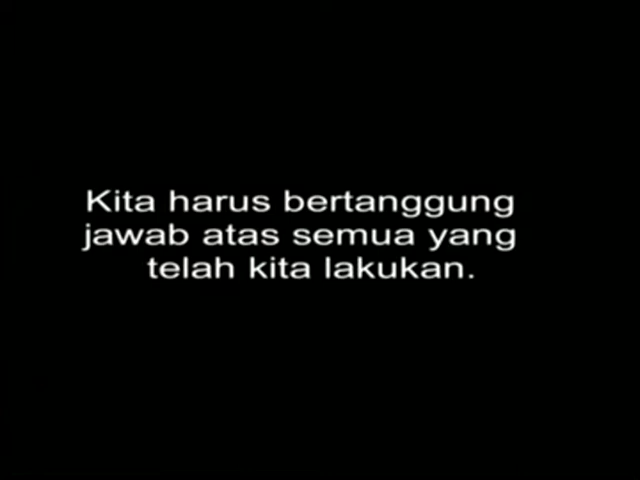 Kita harus bertanggung
jawab atas semua yang
telah kita lakukan.